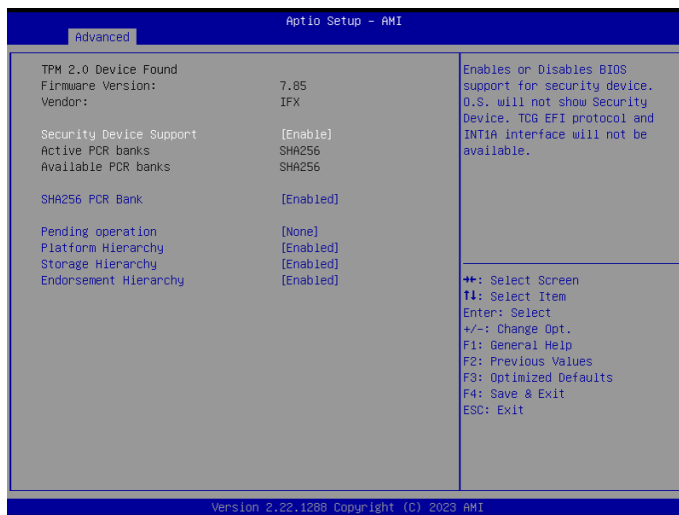 Aptio Setup – AMI
Advanced
TPM 2.0 Device Found
Firmware Version: 7.85
Vendor: IFX
Security Device Support [Enable]
Active PCR banks SHA256
Available PCR banks SHA256
SHA256 PCR Bank [Enabled]
Pending operation [None]
Platform Hierarchy [Enabled]
Storage Hierarchy [Enabled]
Endorsement Hierarchy [Enabled]
Enables or Disables BIOS
support for security device.
O.S. will not show Security
Device. TCG EFI protocol and
INT1A interface will not be
available.
→←: Select Screen
↑↓: Select Item
Enter: Select
+/-: Change Opt.
F1: General Help
F2: Previous Values
F3: Optimized Defaults
F4: Save & Exit
ESC: Exit
Version 2.22.1288 Copyright (C) 2023 AMI